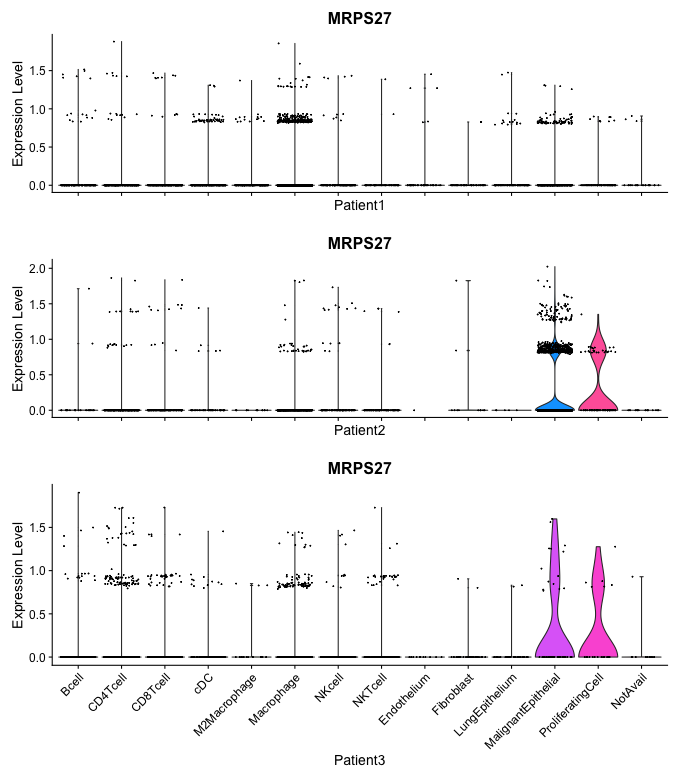 MRPS27
Expression Level
1.5
1.0
0.5
0.0
Patient1
MRPS27
Expression Level
2.0
1.5
1.0
0.5
0.0
Patient2
MRPS27
Expression Level
1.5
1.0
0.5
0.0
Bcell
CD4Tcell
CD8Tcell
cDC
M2Macrophage
Macrophage
NKcell
NKTcell
Endothelium
Fibroblast
LungEpithelium
MalignantEpithelial
ProliferatingCell
NotAvail
Patient3